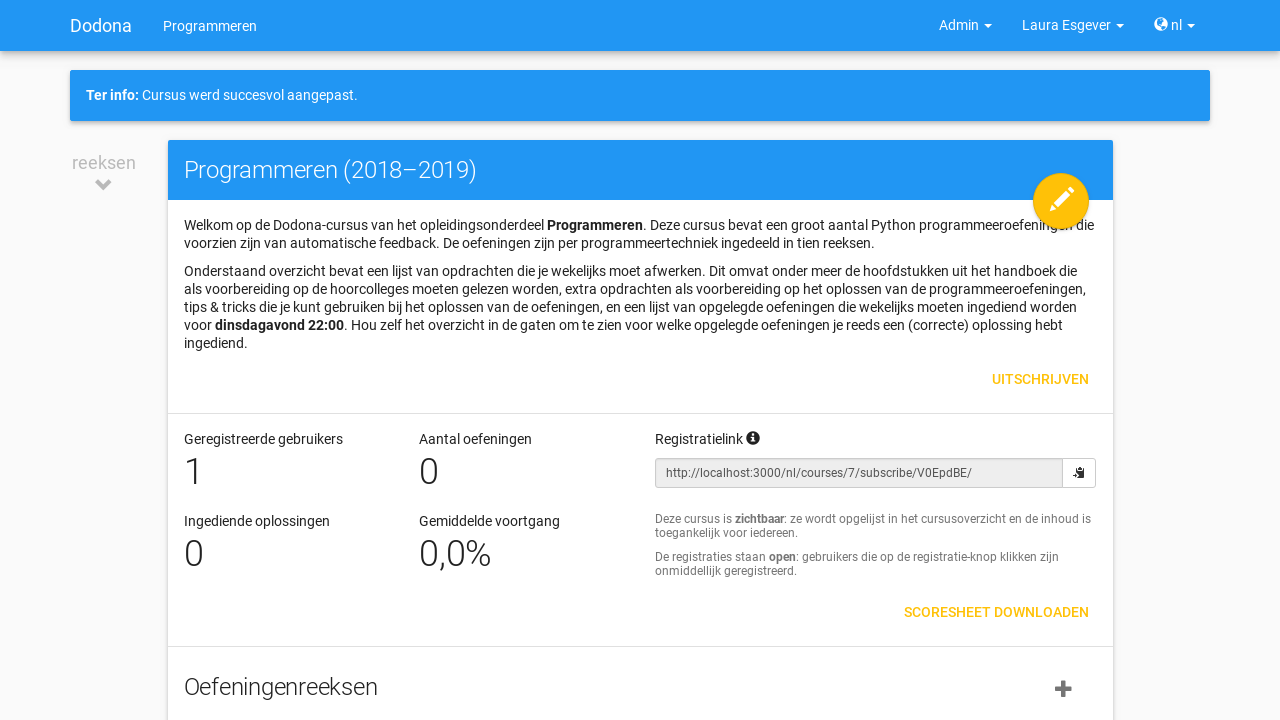 Dodona Programmeren Admin Laura Esgever nl
Ter info: Cursus werd succesvol aangepast.
reeksen
Programmeren (2018–2019)
Welkom op de Dodona-cursus van het opleidingsonderdeel Programmeren. Deze cursus bevat een groot aantal Python programmeeroefeningen die
voorzien zijn van automatische feedback. De oefeningen zijn per programmeertechniek ingedeeld in tien reeksen.
Onderstaand overzicht bevat een lijst van opdrachten die je wekelijks moet afwerken. Dit omvat onder meer de hoofdstukken uit het handboek die
als voorbereiding op de hoorcolleges moeten gelezen worden, extra opdrachten als voorbereiding op het oplossen van de programmeeroefeningen,
tips & tricks die je kunt gebruiken bij het oplossen van de oefeningen, en een lijst van opgelegde oefeningen die wekelijks moeten ingediend worden
voor dinsdagavond 22:00. Hou zelf het overzicht in de gaten om te zien voor welke opgelegde oefeningen je reeds een (correcte) oplossing hebt
ingediend.
UITSCHRIJVEN
Geregistreerde gebruikers
1
Aantal oefeningen
0
Registratielink
http://localhost:3000/nl/courses/7/subscribe/V0EpdBE/
Ingediende oplossingen
0
Gemiddelde voortgang
0,0%
Deze cursus is zichtbaar: ze wordt opgelijst in het cursusoverzicht en de inhoud is
toegankelijk voor iedereen.
De registraties staan open: gebruikers die op de registratie-knop klikken zijn
onmiddellijk geregistreerd.
SCORESHEET DOWNLOADEN
Oefeningenreeksen